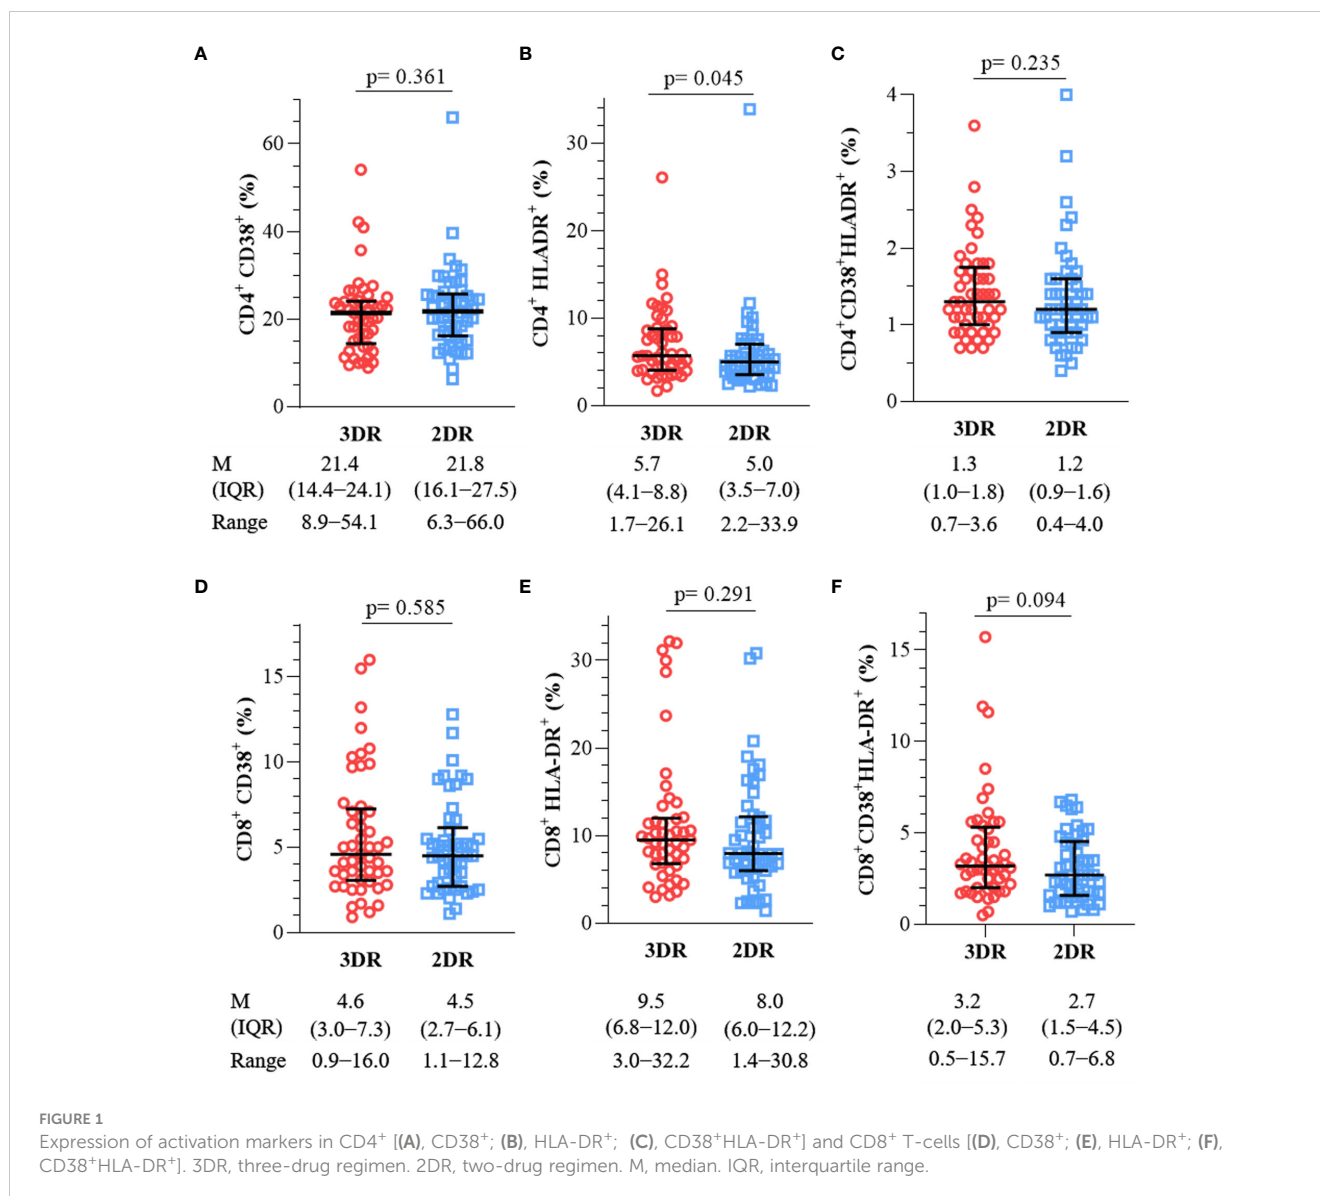 A
p= 0.361
CD4⁺ CD38⁺ (%)
60
40
20
0
3DR 2DR
M 21.4 21.8
(IQR) (14.4–24.1) (16.1–27.5)
Range 8.9–54.1 6.3–66.0
B
p= 0.045
CD4⁺ HLADR⁺ (%)
30
20
10
0
3DR 2DR
5.7 5.0
(4.1–8.8) (3.5–7.0)
1.7–26.1 2.2–33.9
C
p= 0.235
CD4⁺CD38⁺HLADR⁺ (%)
4
3
2
1
0
3DR 2DR
1.3 1.2
(1.0–1.8) (0.9–1.6)
0.7–3.6 0.4–4.0
D
p= 0.585
CD8⁺ CD38⁺ (%)
15
10
5
0
3DR 2DR
M 4.6 4.5
(IQR) (3.0–7.3) (2.7–6.1)
Range 0.9–16.0 1.1–12.8
E
p= 0.291
CD8⁺ HLA-DR⁺ (%)
30
20
10
0
3DR 2DR
9.5 8.0
(6.8–12.0) (6.0–12.2)
3.0–32.2 1.4–30.8
F
p= 0.094
CD8⁺CD38⁺HLA-DR⁺ (%)
15
10
5
0
3DR 2DR
3.2 2.7
(2.0–5.3) (1.5–4.5)
0.5–15.7 0.7–6.8
FIGURE 1
Expression of activation markers in CD4⁺ [(A), CD38⁺; (B), HLA-DR⁺; (C), CD38⁺HLA-DR⁺] and CD8⁺ T-cells [(D), CD38⁺; (E), HLA-DR⁺; (F),
CD38⁺HLA-DR⁺]. 3DR, three-drug regimen. 2DR, two-drug regimen. M, median. IQR, interquartile range.